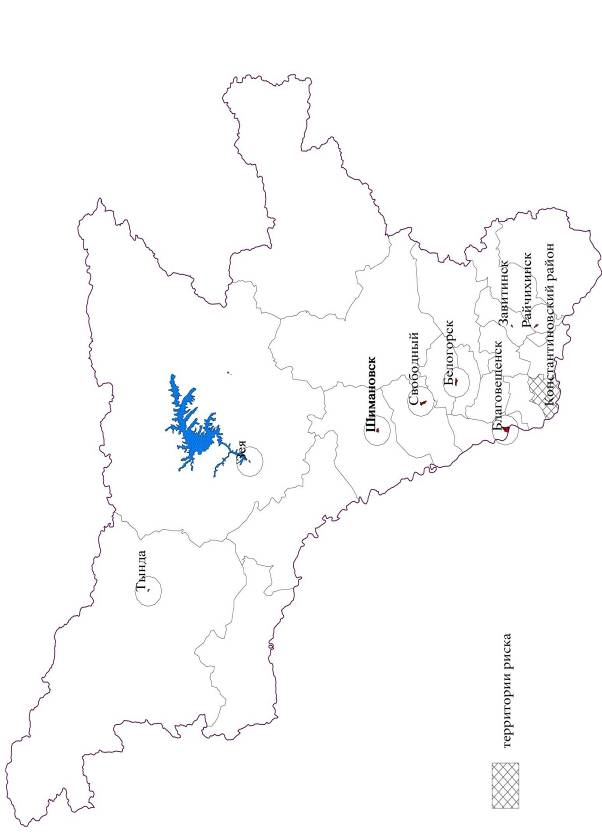 Тында
Зея
Шимановск
Свободный
Белогорск
Благовещенск
Завитинск
Райчихинск
Константиновский район
территории риска